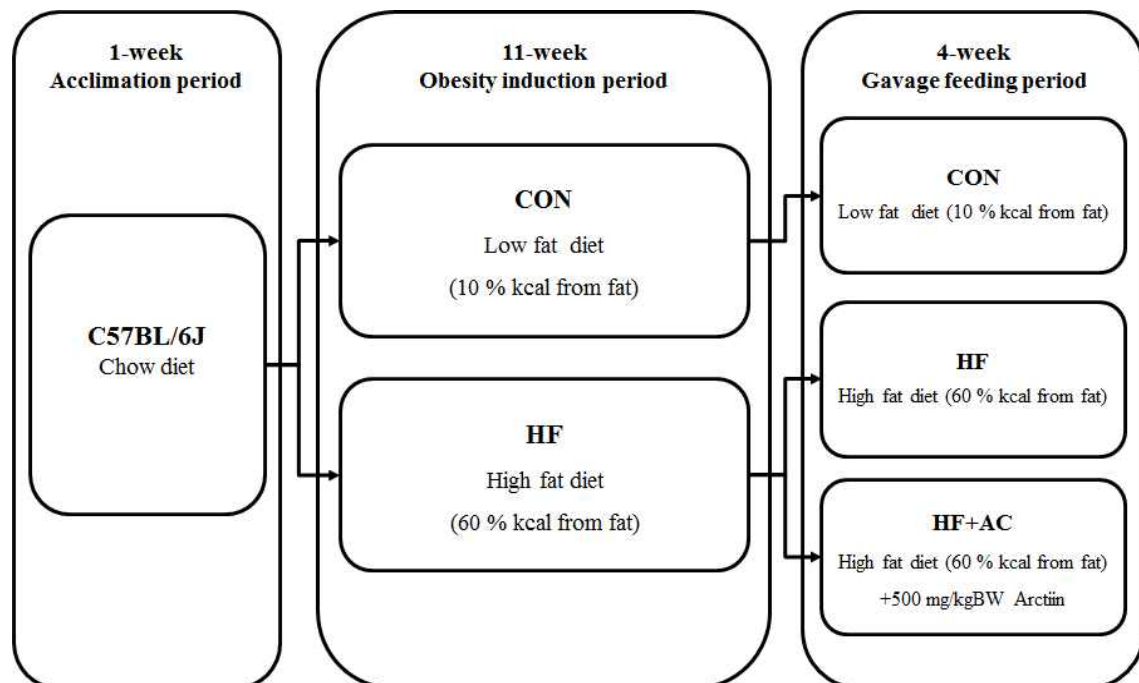 1-week
Acclimation period
C57BL/6J
Chow diet
11-week
Obesity induction period
CON
Low fat diet
(10 % kcal from fat)
HF
High fat diet
(60 % kcal from fat)
4-week
Gavage feeding period
CON
Low fat diet (10 % kcal from fat)
HF
High fat diet (60 % kcal from fat)
HF+AC
High fat diet (60 % kcal from fat)
+500 mg/kgBW Arctiin